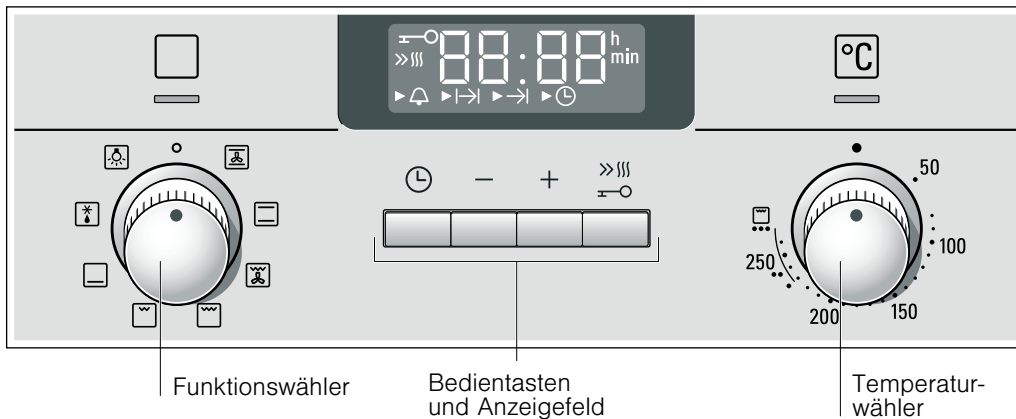 °C
88:88 h
min
50
100
150
200
250
Funktionswähler
Bedientasten
und Anzeigefeld
Temperatur-
wähler